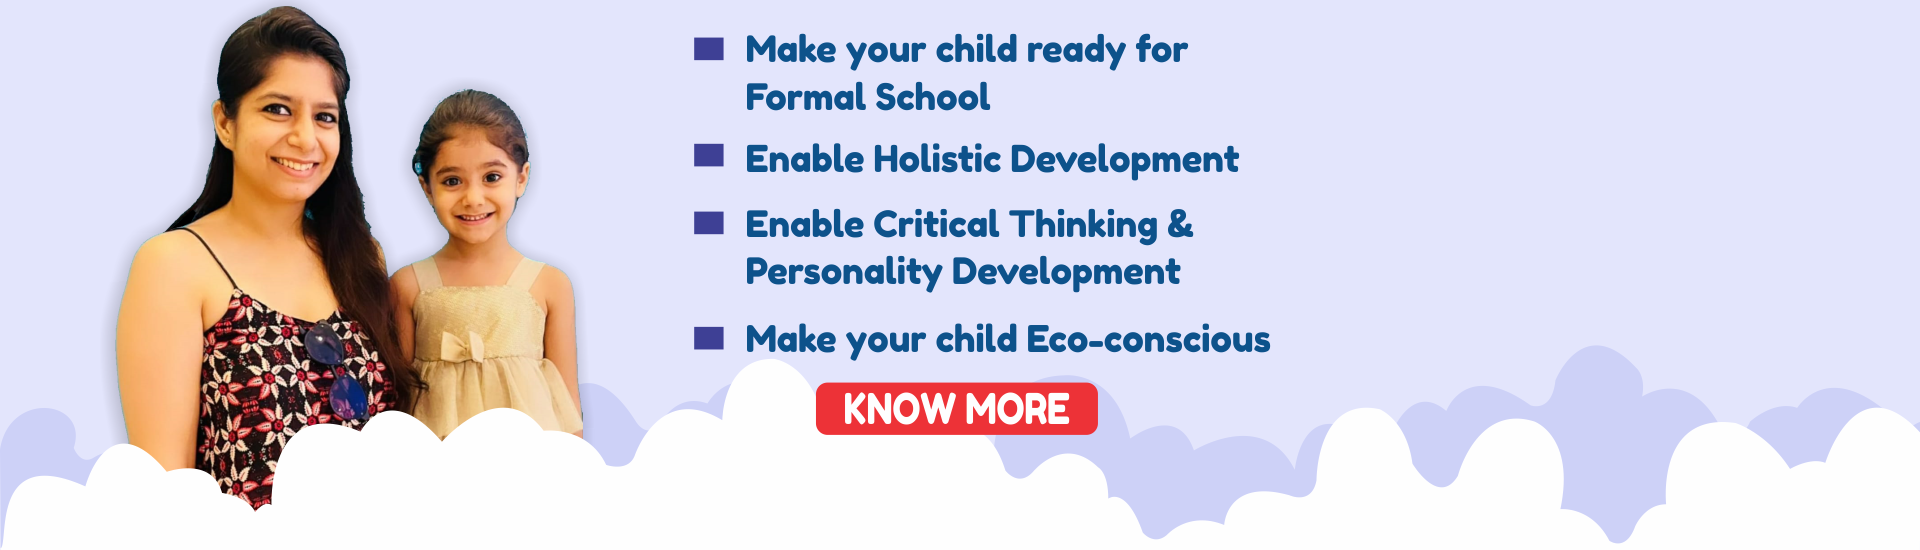 Make your child ready for
Formal School
Enable Holistic Development
Enable Critical Thinking &
Personality Development
Make your child Eco-conscious
KNOW MORE